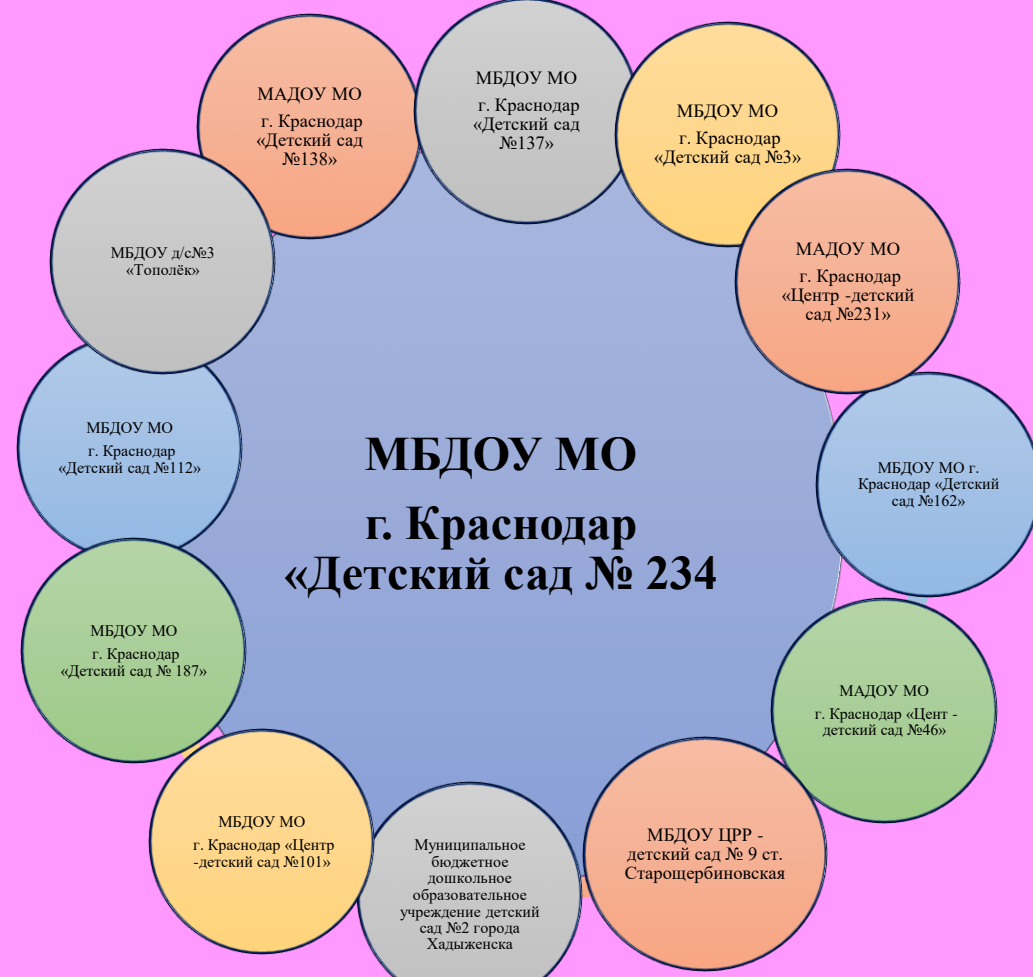 МБДОУ МО
г. Краснодар
«Детский сад
№137»
МБДОУ МО
г. Краснодар
«Детский сад №3»
МАДОУ МО
г. Краснодар
«Центр -детский
сад №231»
МБДОУ МО г.
Краснодар «Детский
сад №162»
МАДОУ МО
г. Краснодар «Цент -
детский сад №46»
МБДОУ ЦРР -
детский сад № 9 ст.
Старощербиновская
Муниципальное
бюджетное
дошкольное
образовательное
учреждение детский
сад №2 города
Хадыженска
МБДОУ МО
г. Краснодар «Центр
-детский сад №101»
МБДОУ МО
г. Краснодар
«Детский сад № 187»
МБДОУ МО
г. Краснодар
«Детский сад №112»
МБДОУ д/с№3
«Тополёк»
МАДОУ МО
г. Краснодар
«Детский сад
№138»
МБДОУ МО
г. Краснодар
«Детский сад № 234